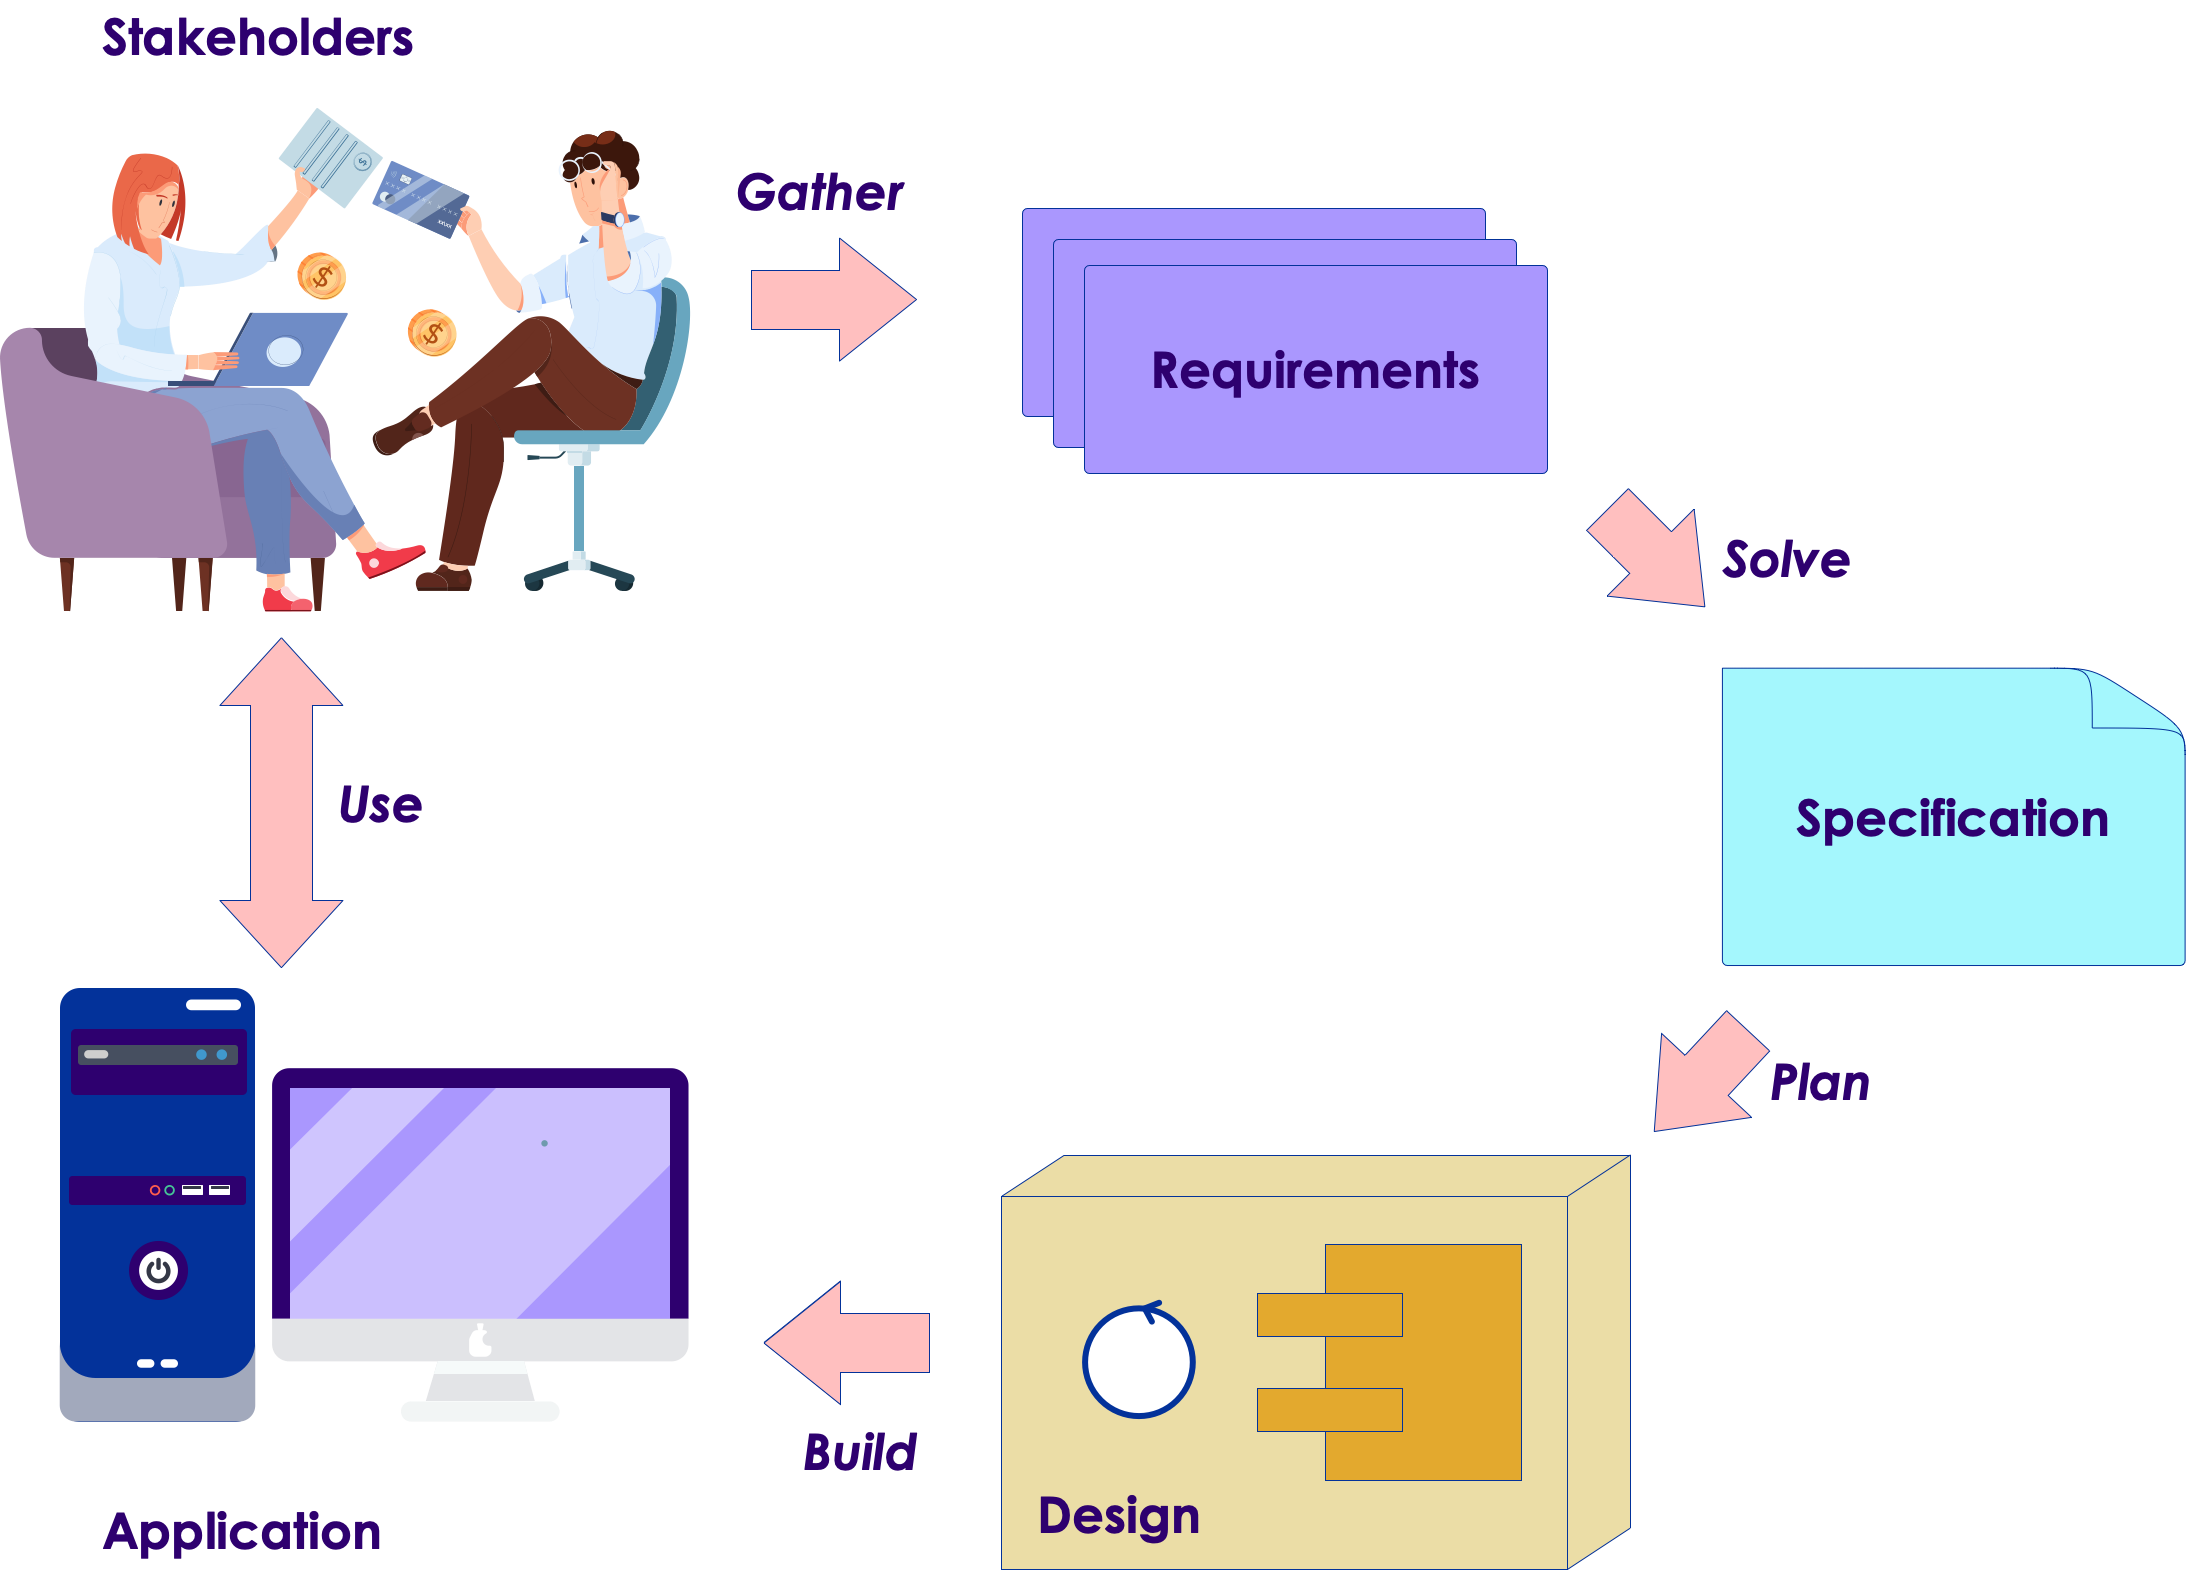 Stakeholders
Gather
Requirements
Solve
Use
Specification
Plan
Build
Design
Application